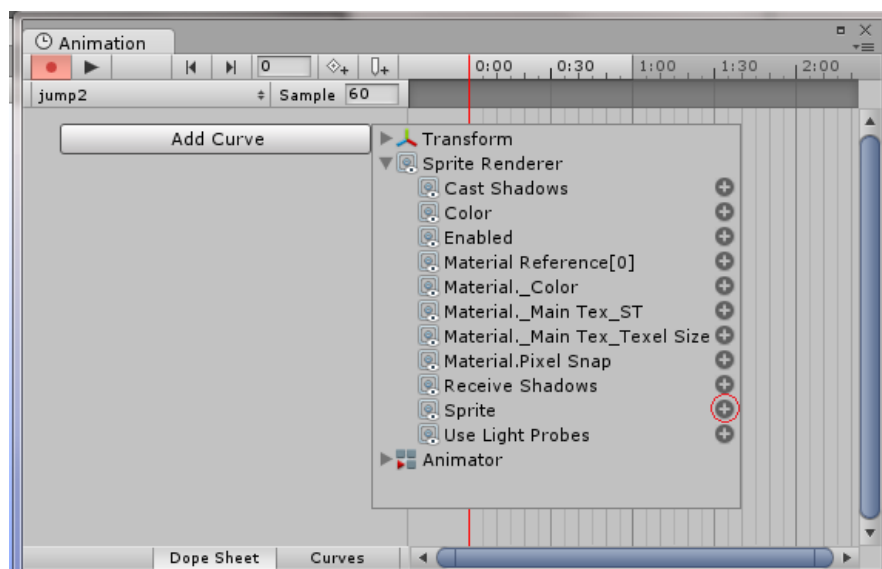 Animation
0 0:00 0:30 1:00 1:30 2:00
jump2 Sample 60
Add Curve
Transform
Sprite Renderer
Cast Shadows
Color
Enabled
Material Reference[0]
Material._Color
Material._Main Tex_ST
Material._Main Tex_Texel Size
Material.Pixel Snap
Receive Shadows
Sprite
Use Light Probes
Animator
Dope Sheet Curves